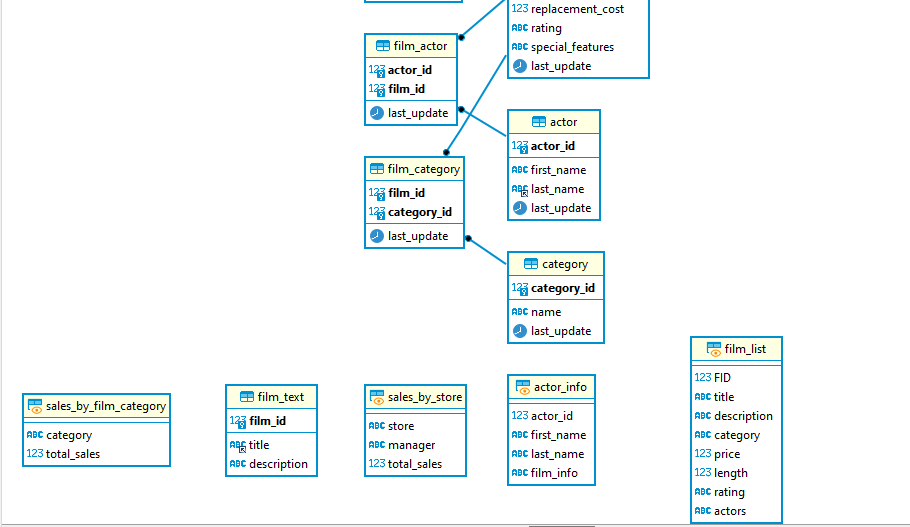 123 replacement_cost
ABC rating
ABC special_features
last_update
film_actor
123 actor_id
123 film_id
last_update
actor
123 actor_id
ABC first_name
ABC last_name
last_update
film_category
123 film_id
123 category_id
last_update
category
123 category_id
ABC name
last_update
sales_by_film_category
ABC category
123 total_sales
film_text
123 film_id
ABC title
ABC description
sales_by_store
ABC store
ABC manager
123 total_sales
actor_info
123 actor_id
ABC first_name
ABC last_name
ABC film_info
film_list
123 FID
ABC title
ABC description
ABC category
123 price
123 length
ABC rating
ABC actors